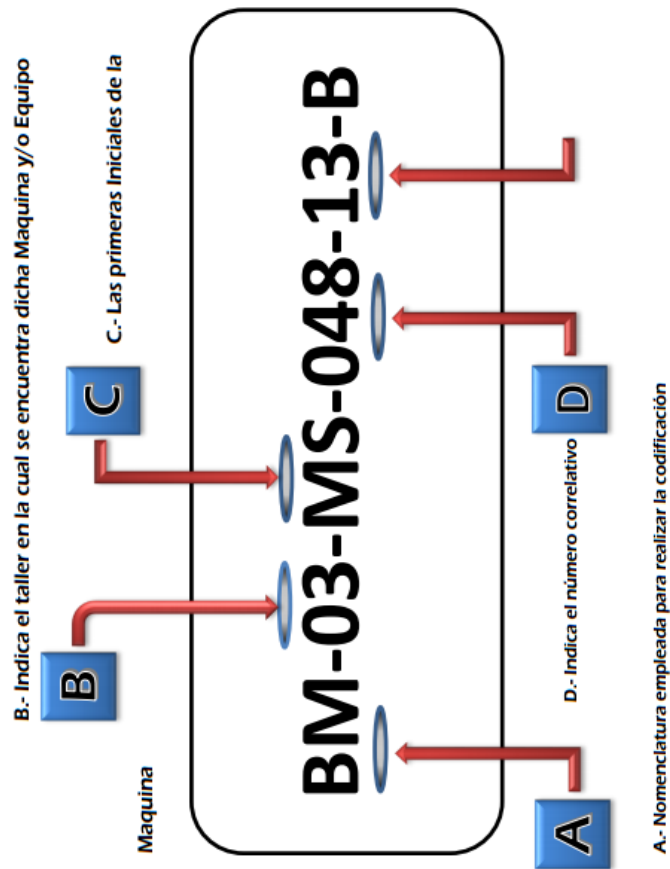 B.- Indica el taller en la cual se encuentra dicha Maquina y/o Equipo
B
C
C.- Las primeras Iniciales de la
Maquina
BM-03-MS-048-13-B
A
D.- Indica el número correlativo
D
A.- Nomenclatura empleada para realizar la codificación